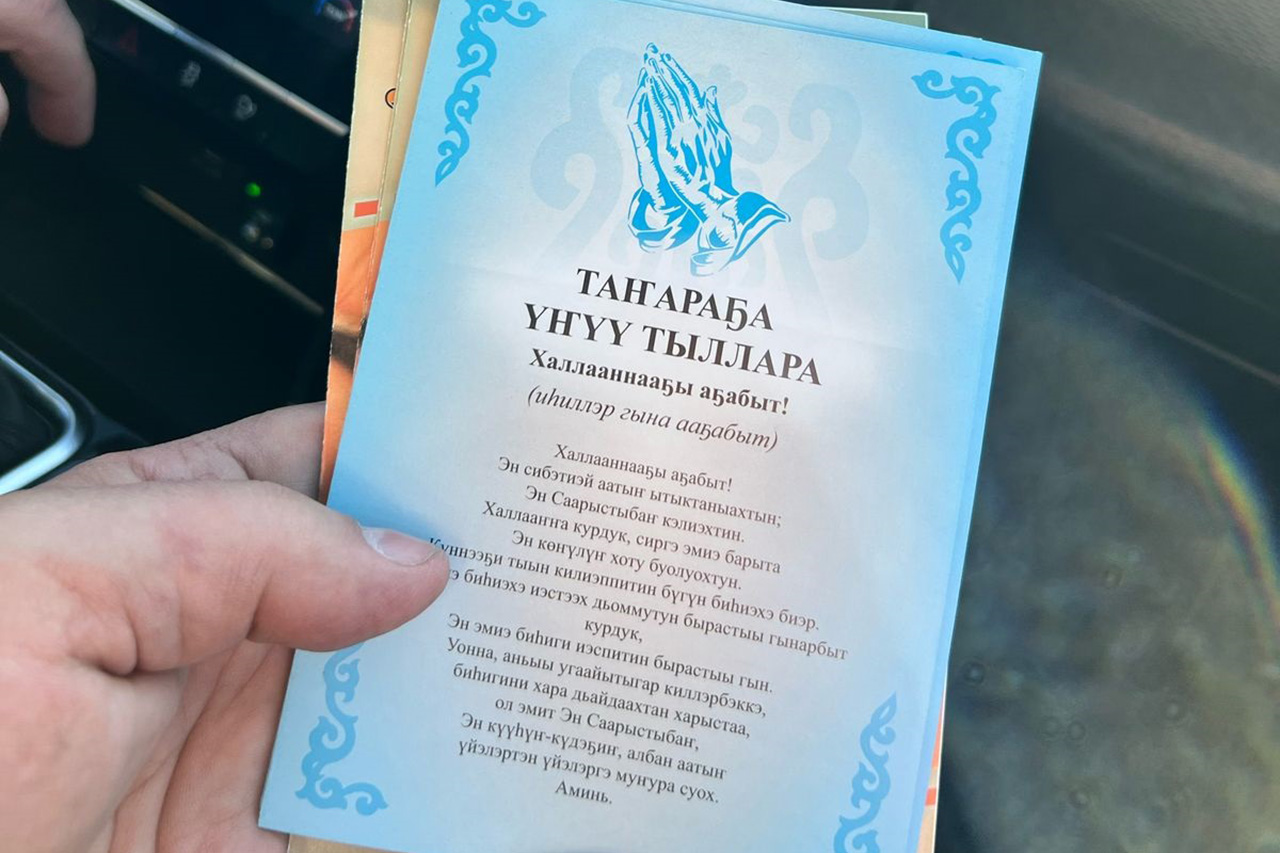 ТАҤАРАҔА
ҮҤҮҮ ТЫЛЛАРА
Халлааннааҕы аҕабыт!
(иһиллэр гына ааҕабыт)
Халлааннааҕы аҕабыт!
Эн сибэтиэй аатыҥ ытыктаныахтын;
Эн Саарыстыбаҥ кэлиэхтин.
Халлааҥҥа курдук, сиргэ эмиэ барыта
Эн көҥүлүҥ хоту буолуохтун.
Күннээҕи тыын килиэппитин бүгүн биһиэхэ биэр.
биһиэхэ иэстээх дьоммутун бырастыы гынарбыт
курдук,
Эн эмиэ биһиги иэспитин бырастыы гын.
Уонна, аньыы угаайытыгар киллэрбэккэ,
биһигини хара дьайдаахтан харыстаа,
ол эмит Эн Саарыстыбаҥ,
Эн күүһүҥ-күдэҕиҥ, албан аатыҥ
үйэлэртэн үйэлэргэ муҥура суох.
Аминь.